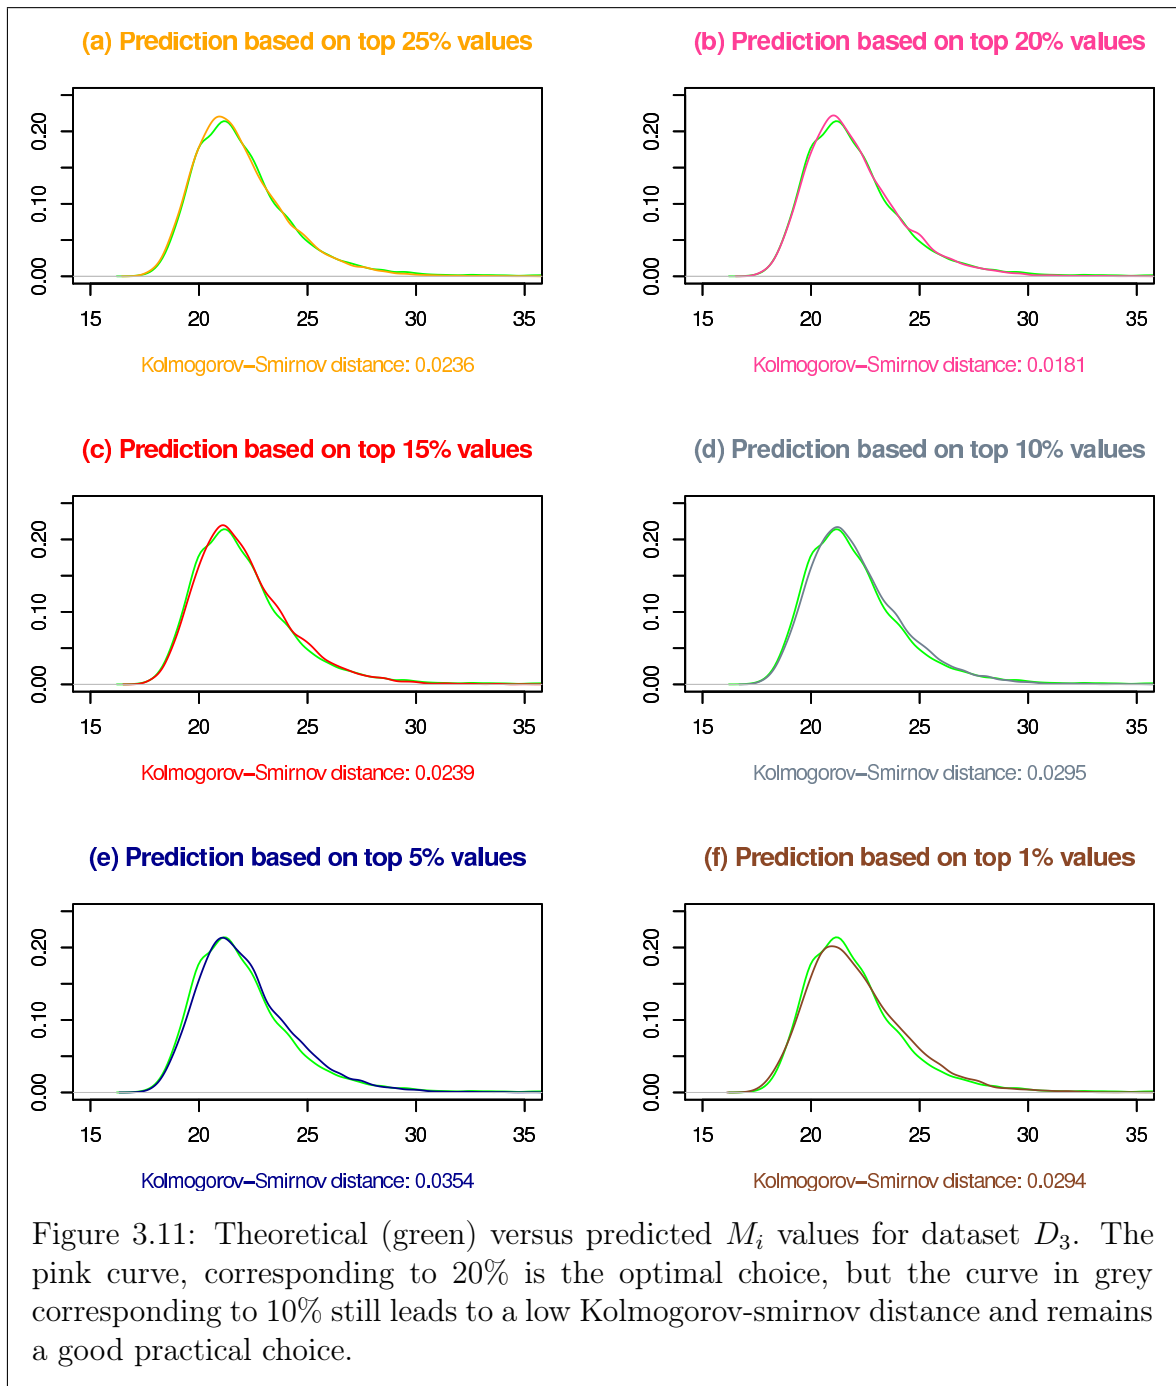 (a) Prediction based on top 25% values
0.00 0.10 0.20
15 20 25 30 35
Kolmogorov–Smirnov distance: 0.0236
(b) Prediction based on top 20% values
0.00 0.10 0.20
15 20 25 30 35
Kolmogorov–Smirnov distance: 0.0181
(c) Prediction based on top 15% values
0.00 0.10 0.20
15 20 25 30 35
Kolmogorov–Smirnov distance: 0.0239
(d) Prediction based on top 10% values
0.00 0.10 0.20
15 20 25 30 35
Kolmogorov–Smirnov distance: 0.0295
(e) Prediction based on top 5% values
0.00 0.10 0.20
15 20 25 30 35
Kolmogorov–Smirnov distance: 0.0354
(f) Prediction based on top 1% values
0.00 0.10 0.20
15 20 25 30 35
Kolmogorov–Smirnov distance: 0.0294
Figure 3.11: Theoretical (green) versus predicted M_i values for dataset D_3. The
pink curve, corresponding to 20% is the optimal choice, but the curve in grey
corresponding to 10% still leads to a low Kolmogorov-smirnov distance and remains
a good practical choice.